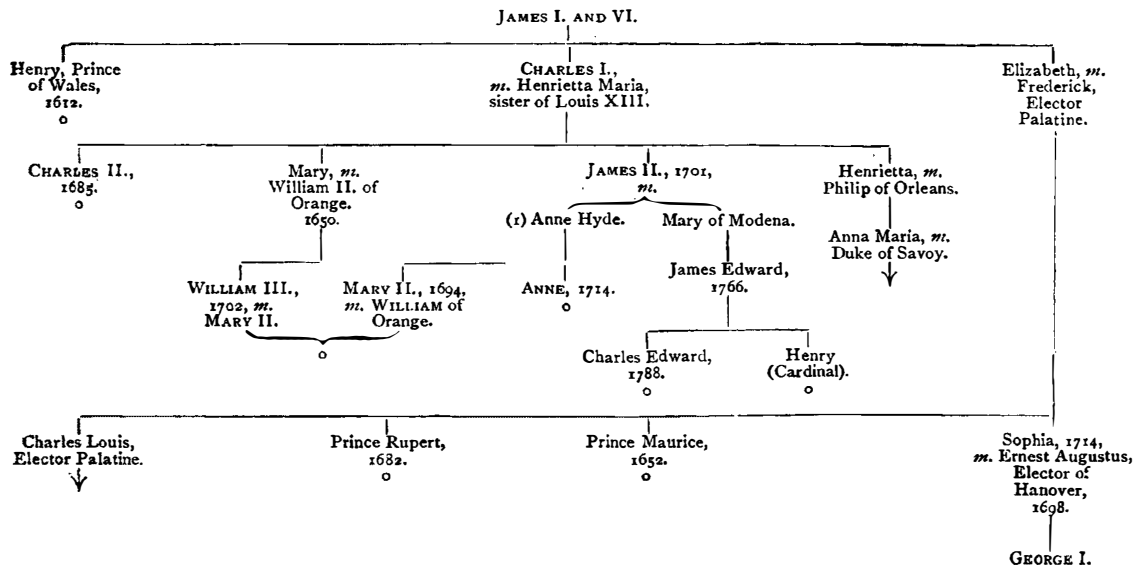 JAMES I. AND VI.
Henry, Prince
of Wales,
1612.
CHARLES I.,
m. Henrietta Maria,
sister of Louis XIII.
Elizabeth, m.
Frederick,
Elector
Palatine.
CHARLES II.,
1685.
Mary, m.
William II. of
Orange.
1650.
JAMES II., 1701,
m.
Henrietta, m.
Philip of Orleans.
(1) Anne Hyde.
Mary of Modena.
Anna Maria, m.
Duke of Savoy.
WILLIAM III.,
1702, m.
MARY II.
MARY II., 1694,
m. WILLIAM of
Orange.
ANNE, 1714.
James Edward,
1766.
Charles Edward,
1788.
Henry
(Cardinal).
Charles Louis,
Elector Palatine.
Prince Rupert,
1682.
Prince Maurice,
1652.
Sophia, 1714,
m. Ernest Augustus,
Elector of
Hanover,
1698.
GEORGE I.